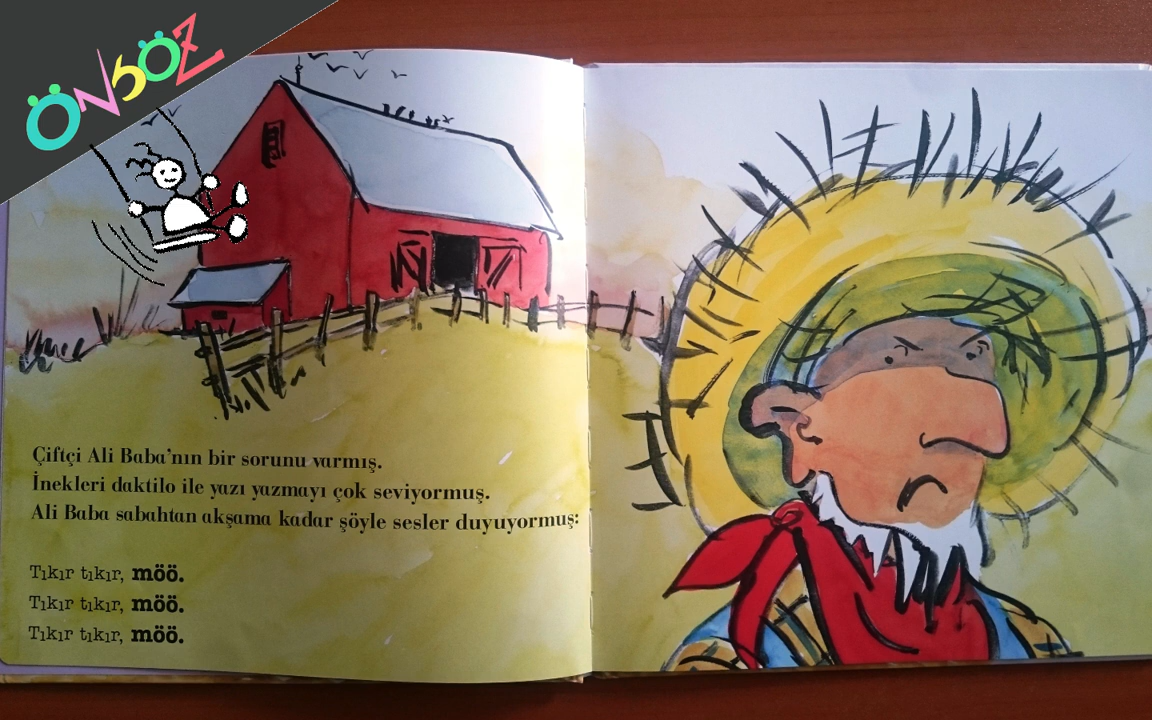 ÖNSÖZ
Çiftçi Ali Baba'nın bir sorunu varmış.
İnekleri daktilo ile yazı yazmayı çok seviyormuş.
Ali Baba sabahtan akşama kadar şöyle sesler duyuyormuş:
Tıkır tıkır, möö.
Tıkır tıkır, möö.
Tıkır tıkır, möö.